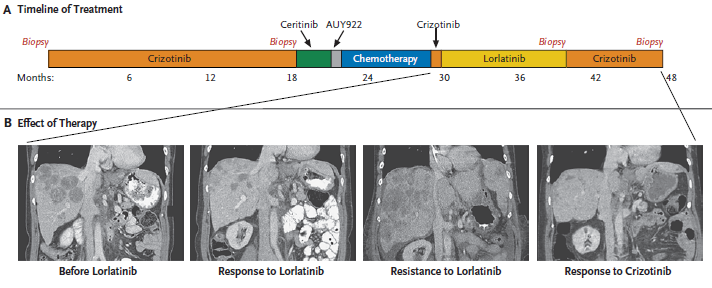 A Timeline of Treatment
Ceritinib AUY922 Crizotinib
Biopsy Biopsy Biopsy Biopsy
Crizotinib Chemotherapy Lorlatinib Crizotinib
Months: 6 12 18 24 30 36 42 48
B Effect of Therapy
Before Lorlatinib Response to Lorlatinib Resistance to Lorlatinib Response to Crizotinib